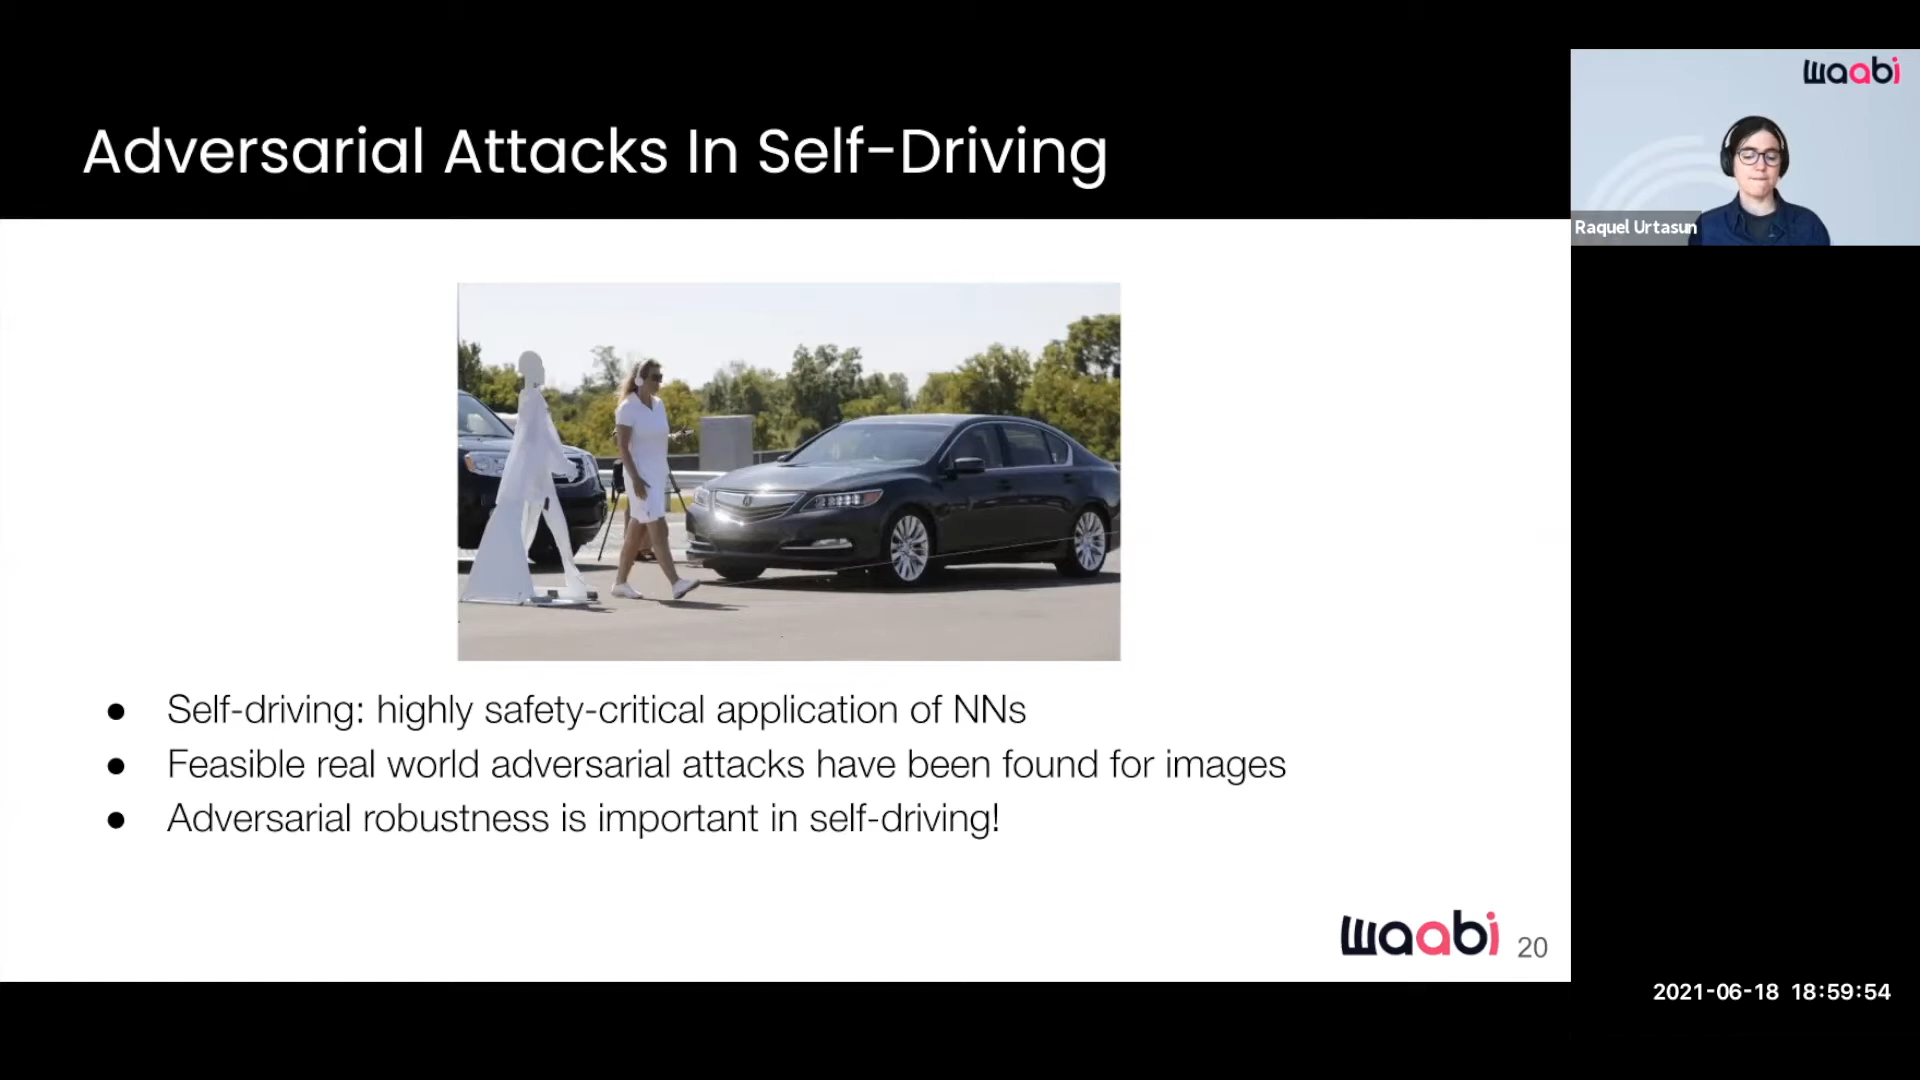 waabi
Adversarial Attacks In Self-Driving
Raquel Urtasun
● Self-driving: highly safety-critical application of NNs
● Feasible real world adversarial attacks have been found for images
● Adversarial robustness is important in self-driving!
waabi 20
2021-06-18 18:59:54